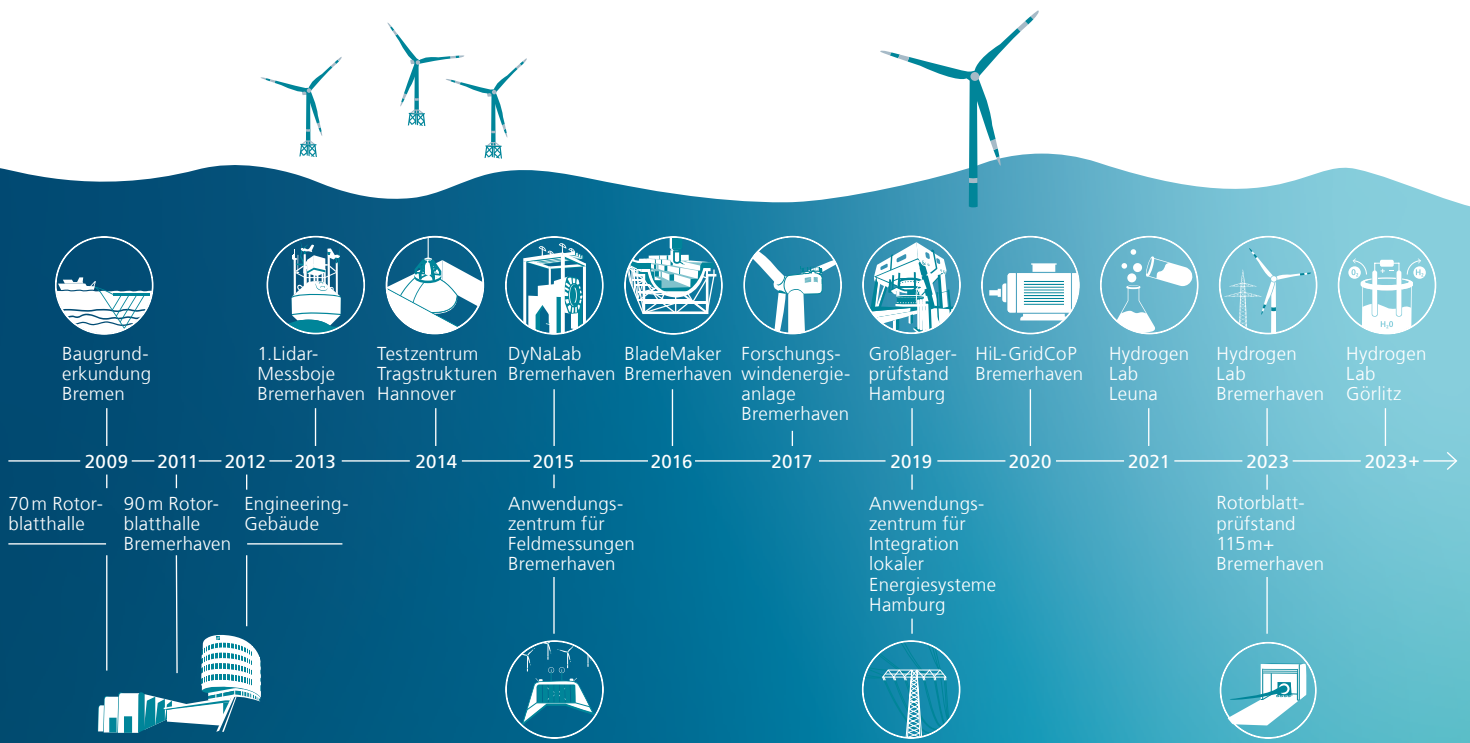 Baugrund-
erkundung
Bremen
1.Lidar-
Messboje
Bremerhaven
Testzentrum
Tragstrukturen
Hannover
DyNaLab
Bremerhaven
BladeMaker
Bremerhaven
Forschungs-
windenergie-
anlage
Bremerhaven
Großlager-
prüfstand
Hamburg
HiL-GridCoP
Bremerhaven
Hydrogen
Lab
Leuna
Hydrogen
Lab
Bremerhaven
O₂
H₂
H₂0
Hydrogen
Lab
Görlitz
2009 2011 2012 2013 2014 2015 2016 2017 2019 2020 2021 2023 2023+
70 m Rotor-
blatthalle
90 m Rotor-
blatthalle
Bremerhaven
Engineering-
Gebäude
Anwendungs-
zentrum für
Feldmessungen
Bremerhaven
Anwendungs-
zentrum für
Integration
lokaler
Energiesysteme
Hamburg
Rotorblatt-
prüfstand
115 m+
Bremerhaven